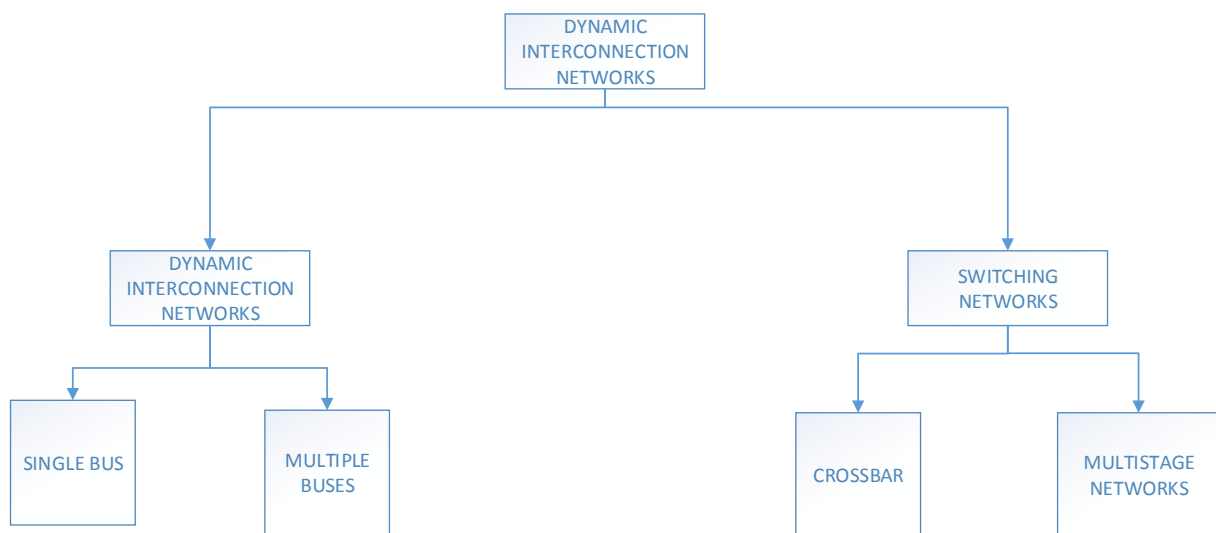 DYNAMIC
INTERCONNECTION
NETWORKS
DYNAMIC
INTERCONNECTION
NETWORKS
SWITCHING
NETWORKS
SINGLE BUS
MULTIPLE
BUSES
CROSSBAR
MULTISTAGE
NETWORKS